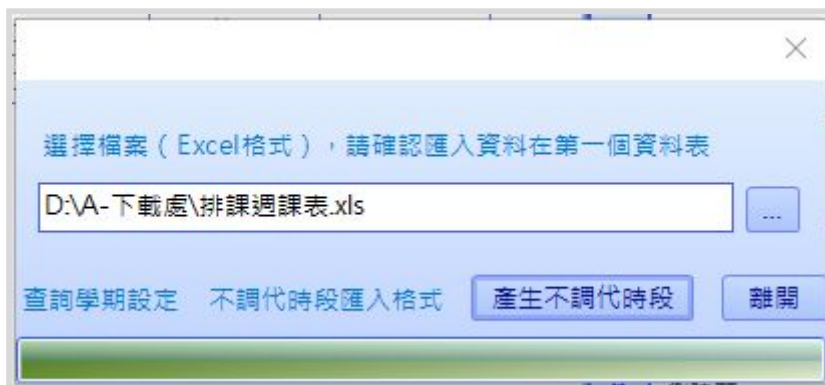 選擇檔案（Excel格式），請確認匯入資料在第一個資料表
D:\A-下載處\排課週課表.xls
...
查詢學期設定 不調代時段匯入格式 產生不調代時段 離開